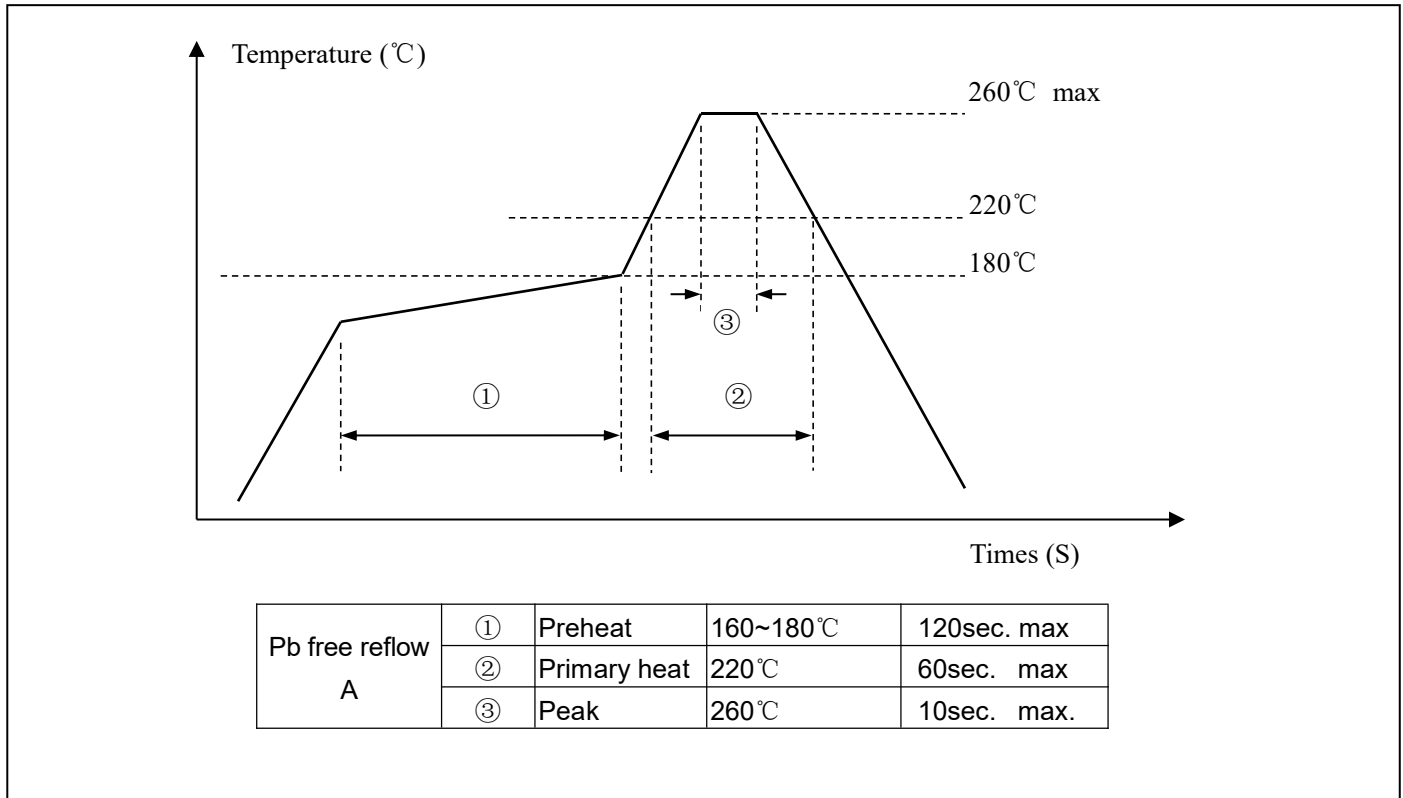 Temperature (℃)
260℃ max
220℃
180℃
③
① ②
Times (S)
Pb free reflow A
① Preheat 160~180℃ 120sec. max
② Primary heat 220℃ 60sec. max
③ Peak 260℃ 10sec. max.